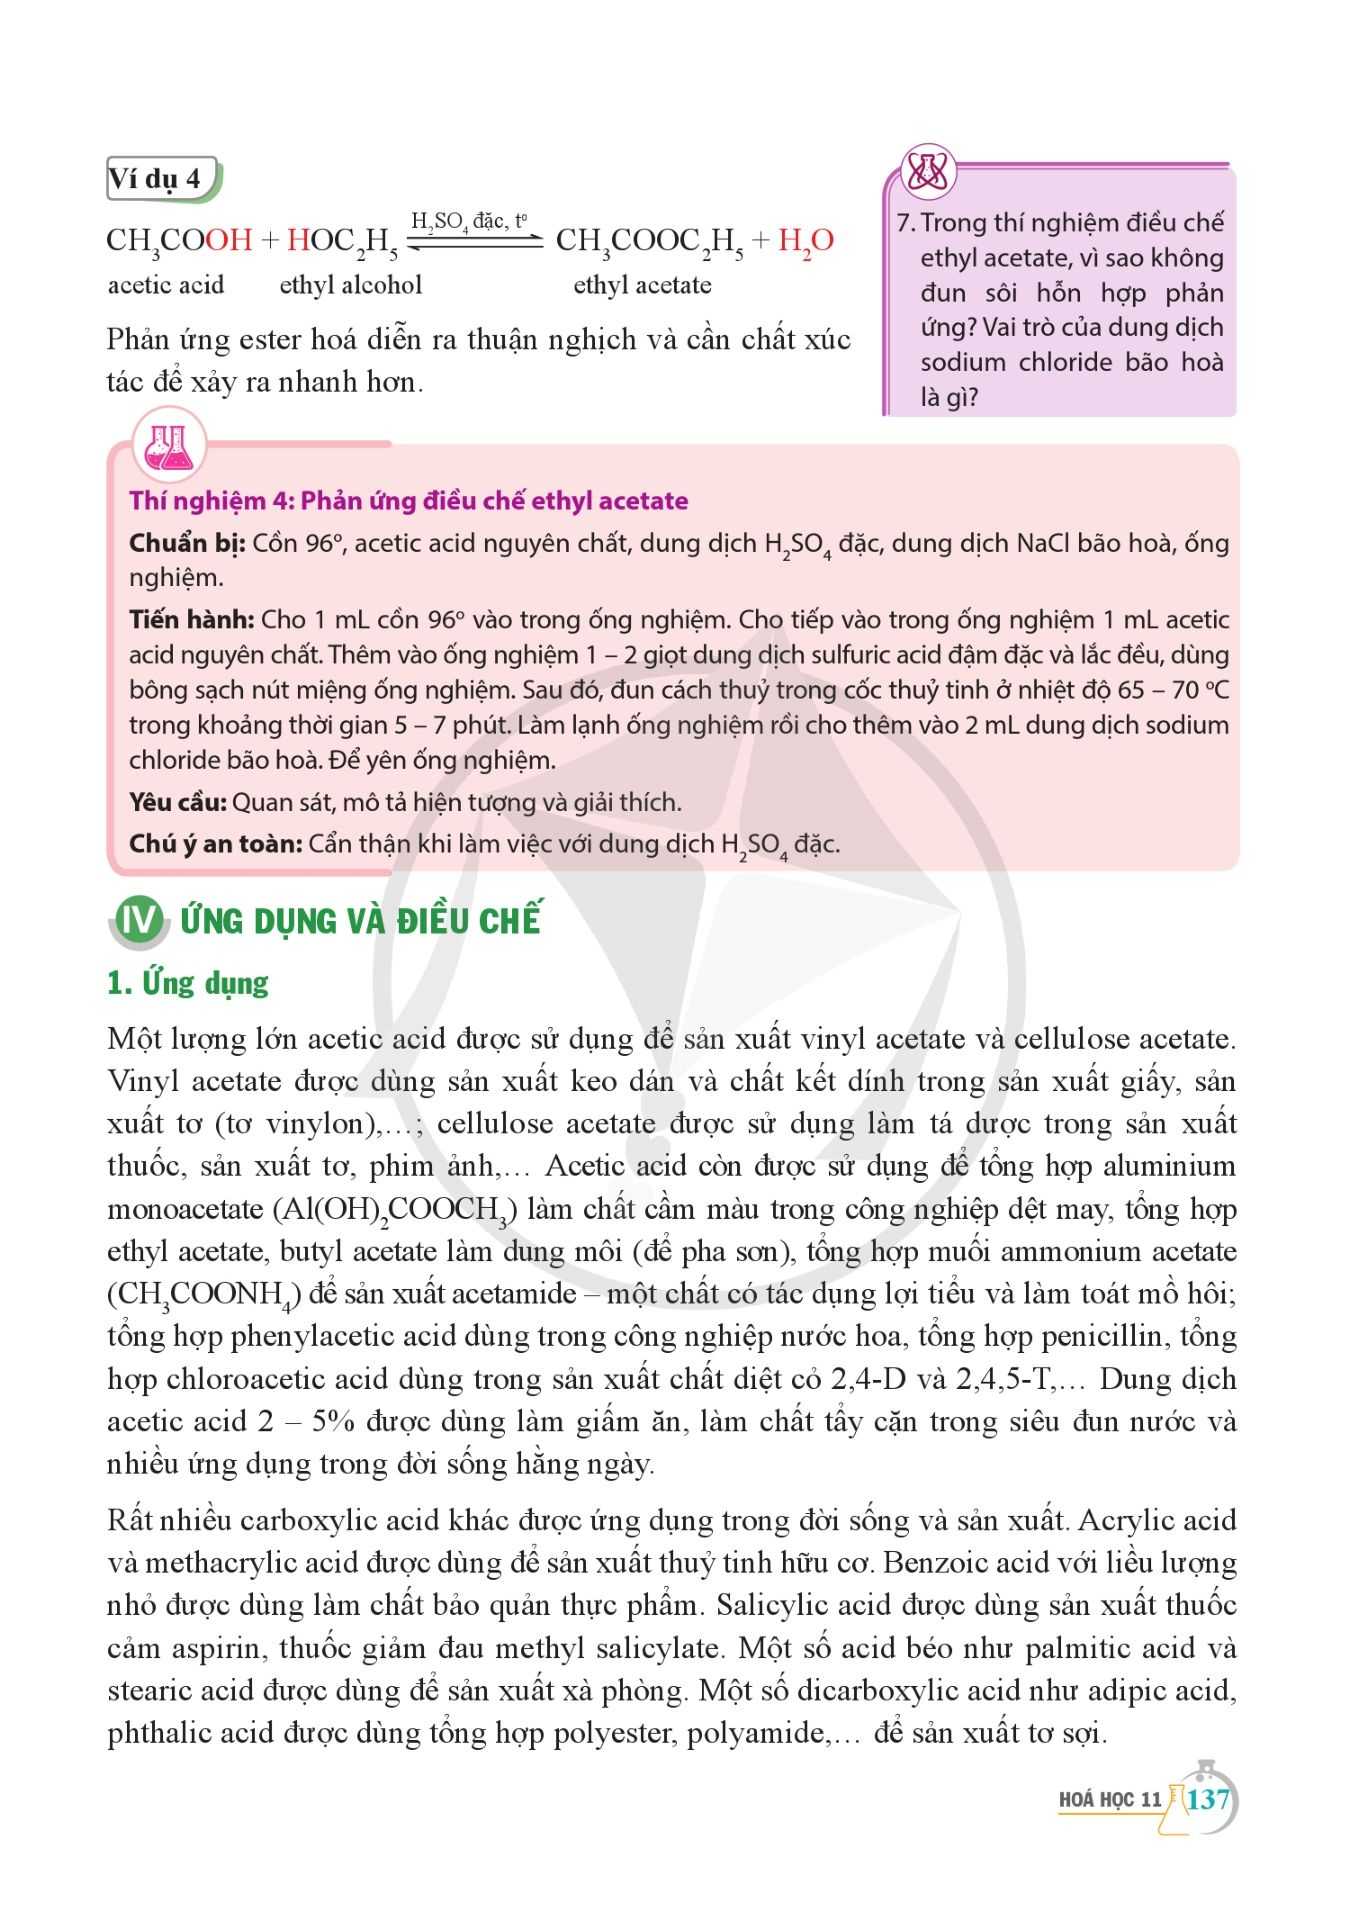 Ví dụ 4
CH₃COOH + HOC₂H₅ ⇌ CH₃COOC₂H₅ + H₂O
H₂SO₄ đặc, tº
acetic acid ethyl alcohol ethyl acetate
Phản ứng ester hoá diễn ra thuận nghịch và cần chất xúc
tác để xảy ra nhanh hơn.
7. Trong thí nghiệm điều chế
ethyl acetate, vì sao không
đun sôi hỗn hợp phản
ứng? Vai trò của dung dịch
sodium chloride bão hoà
là gì?
Thí nghiệm 4: Phản ứng điều chế ethyl acetate
Chuẩn bị: Cồn 96º, acetic acid nguyên chất, dung dịch H₂SO₄ đặc, dung dịch NaCl bão hoà, ống
nghiệm.
Tiến hành: Cho 1 mL cồn 96º vào trong ống nghiệm. Cho tiếp vào trong ống nghiệm 1 mL acetic
acid nguyên chất. Thêm vào ống nghiệm 1 – 2 giọt dung dịch sulfuric acid đậm đặc và lắc đều, dùng
bông sạch nút miệng ống nghiệm. Sau đó, đun cách thuỷ trong cốc thuỷ tinh ở nhiệt độ 65 – 70 ºC
trong khoảng thời gian 5 – 7 phút. Làm lạnh ống nghiệm rồi cho thêm vào 2 mL dung dịch sodium
chloride bão hoà. Để yên ống nghiệm.
Yêu cầu: Quan sát, mô tả hiện tượng và giải thích.
Chú ý an toàn: Cẩn thận khi làm việc với dung dịch H₂SO₄ đặc.
IV ỨNG DỤNG VÀ ĐIỀU CHẾ
1. Ứng dụng
Một lượng lớn acetic acid được sử dụng để sản xuất vinyl acetate và cellulose acetate.
Vinyl acetate được dùng sản xuất keo dán và chất kết dính trong sản xuất giấy, sản
xuất tơ (tơ vinylon),…; cellulose acetate được sử dụng làm tá dược trong sản xuất
thuốc, sản xuất tơ, phim ảnh,… Acetic acid còn được sử dụng để tổng hợp aluminium
monoacetate (Al(OH)₂COOCH₃) làm chất cầm màu trong công nghiệp dệt may, tổng hợp
ethyl acetate, butyl acetate làm dung môi (để pha sơn), tổng hợp muối ammonium acetate
(CH₃COONH₄) để sản xuất acetamide – một chất có tác dụng lợi tiểu và làm toát mồ hôi;
tổng hợp phenylacetic acid dùng trong công nghiệp nước hoa, tổng hợp penicillin, tổng
hợp chloroacetic acid dùng trong sản xuất chất diệt cỏ 2,4-D và 2,4,5-T,… Dung dịch
acetic acid 2 – 5% được dùng làm giấm ăn, làm chất tẩy cặn trong siêu đun nước và
nhiều ứng dụng trong đời sống hằng ngày.
Rất nhiều carboxylic acid khác được ứng dụng trong đời sống và sản xuất. Acrylic acid
và methacrylic acid được dùng để sản xuất thuỷ tinh hữu cơ. Benzoic acid với liều lượng
nhỏ được dùng làm chất bảo quản thực phẩm. Salicylic acid được dùng sản xuất thuốc
cảm aspirin, thuốc giảm đau methyl salicylate. Một số acid béo như palmitic acid và
stearic acid được dùng để sản xuất xà phòng. Một số dicarboxylic acid như adipic acid,
phthalic acid được dùng tổng hợp polyester, polyamide,… để sản xuất tơ sợi.
HOÁ HỌC 11 137